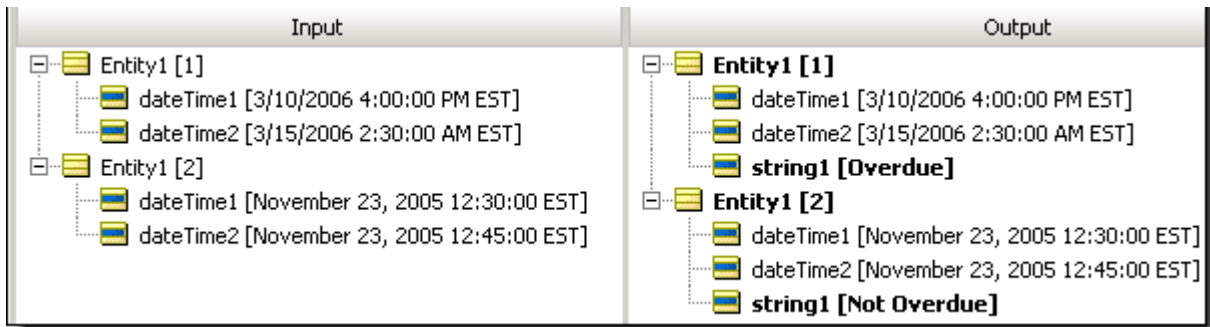 Input
Entity1 [1]
dateTime1 [3/10/2006 4:00:00 PM EST]
dateTime2 [3/15/2006 2:30:00 AM EST]
Entity1 [2]
dateTime1 [November 23, 2005 12:30:00 EST]
dateTime2 [November 23, 2005 12:45:00 EST]
Output
Entity1 [1]
dateTime1 [3/10/2006 4:00:00 PM EST]
dateTime2 [3/15/2006 2:30:00 AM EST]
string1 [Overdue]
Entity1 [2]
dateTime1 [November 23, 2005 12:30:00 EST]
dateTime2 [November 23, 2005 12:45:00 EST]
string1 [Not Overdue]